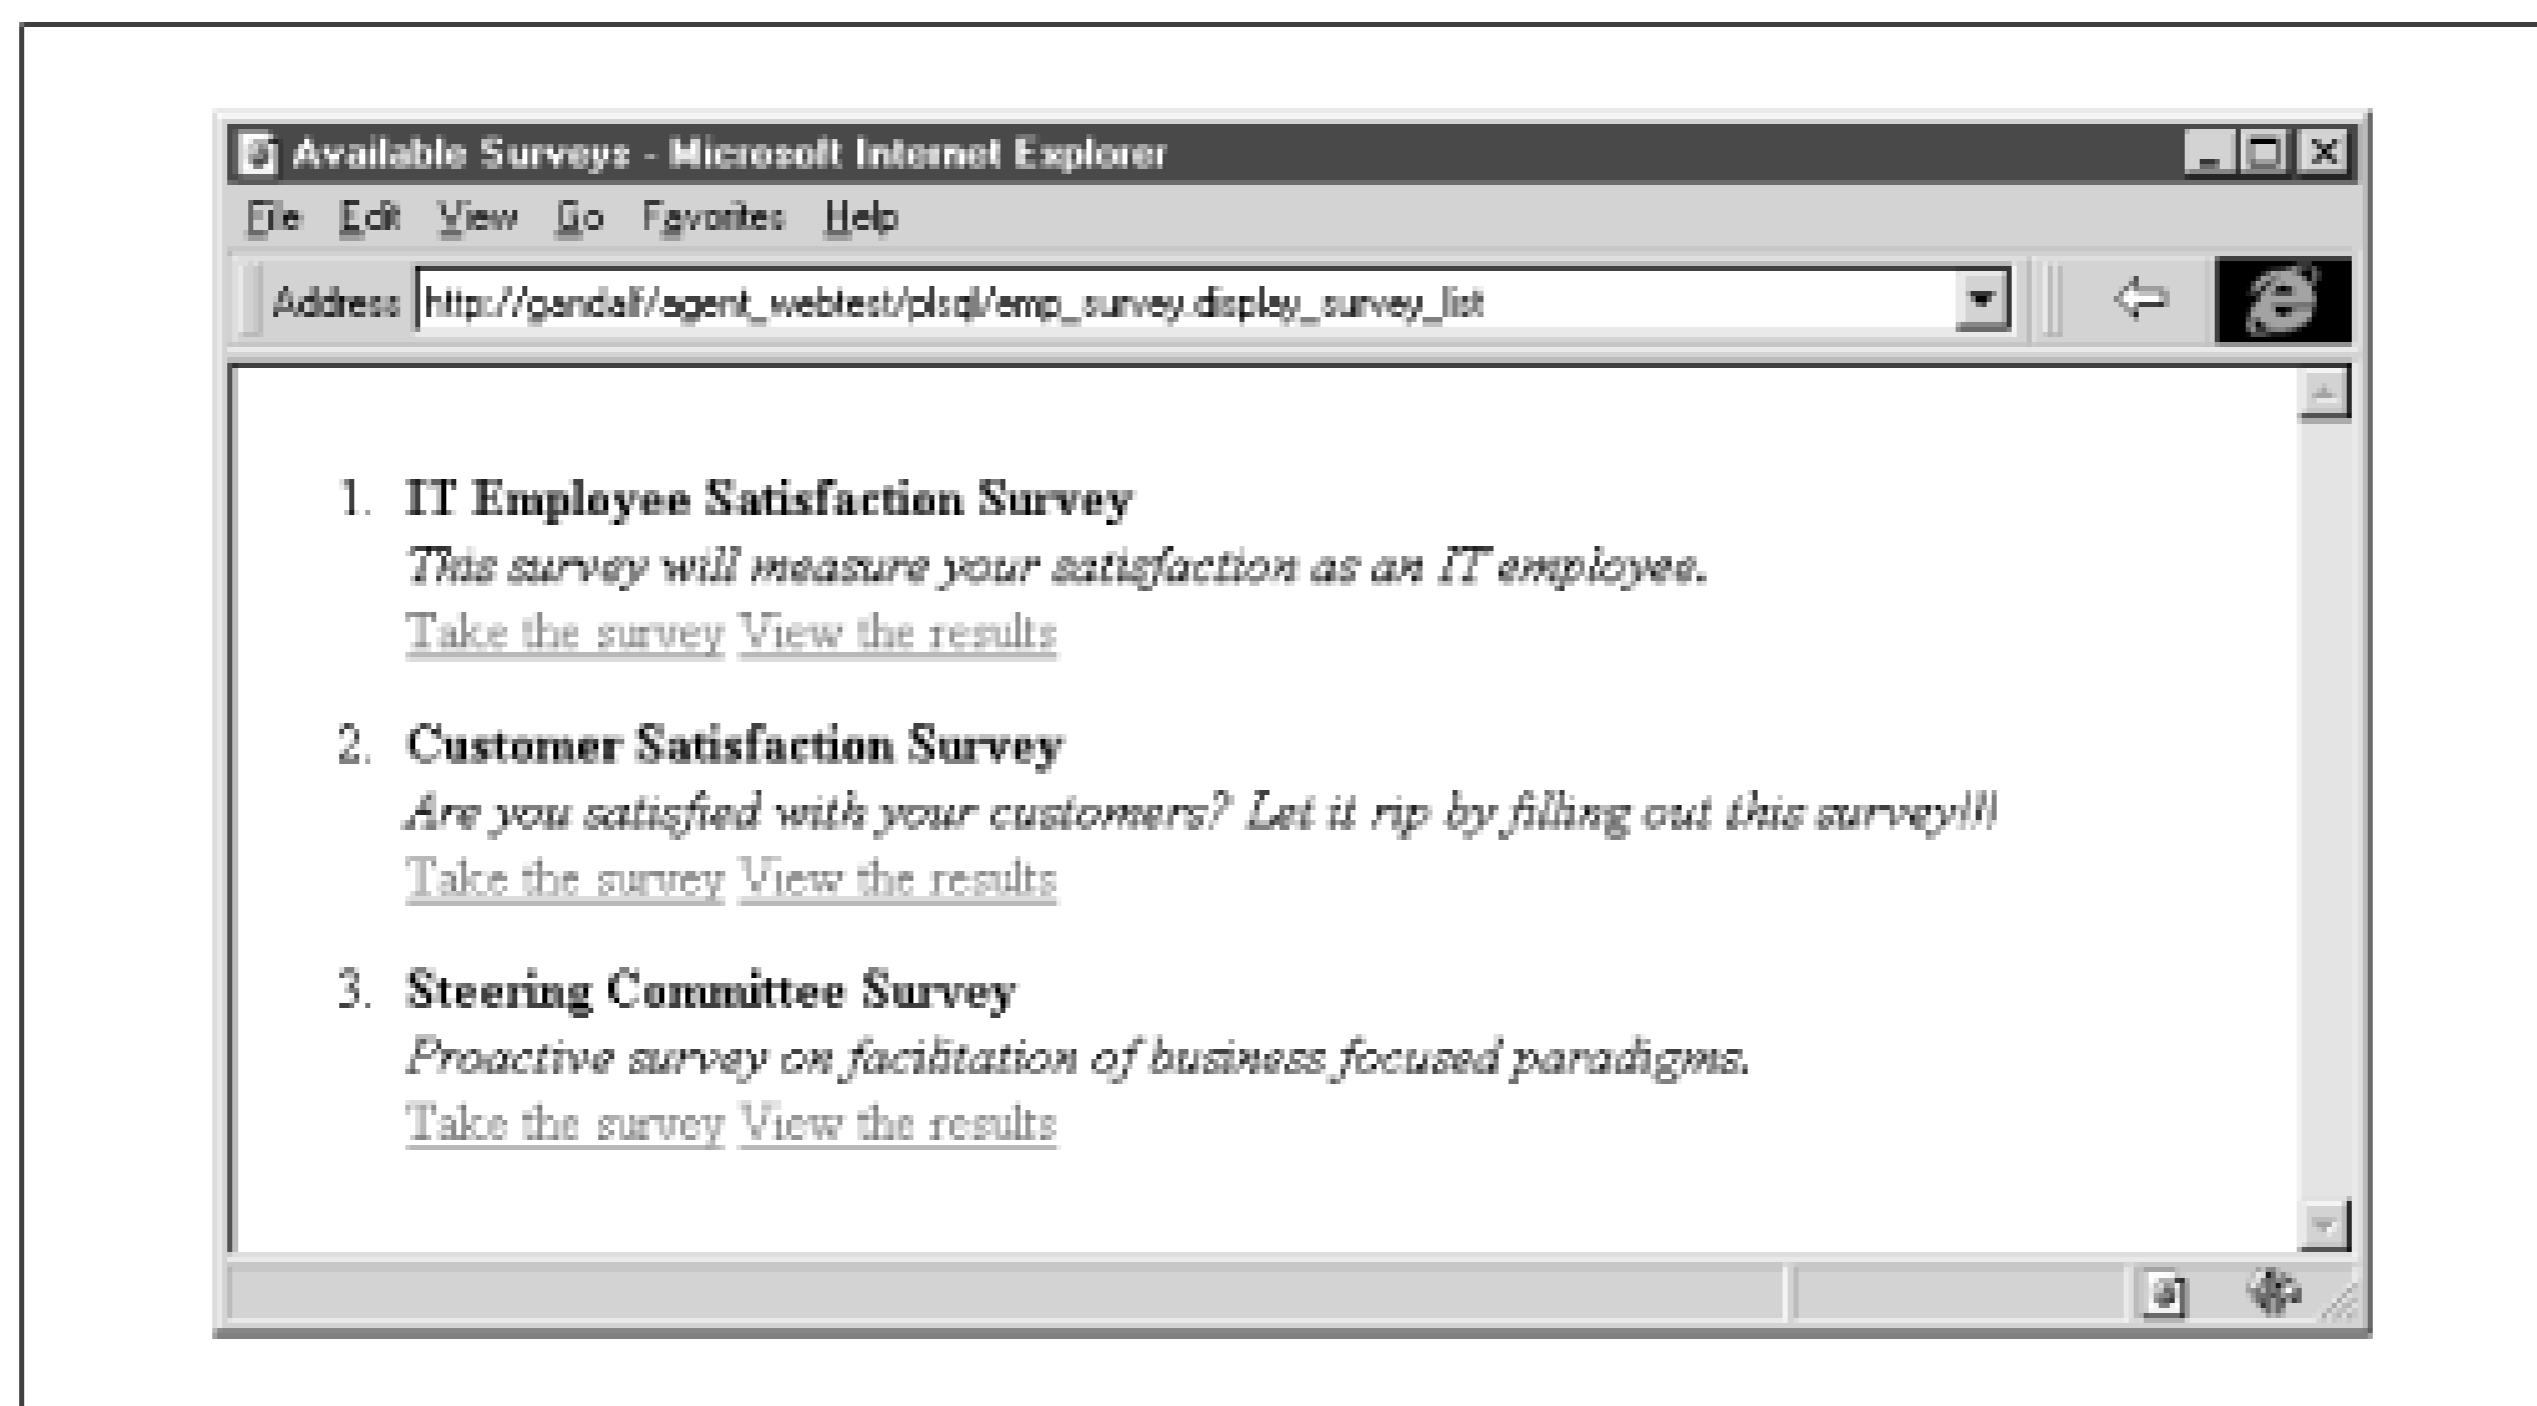 Available Surveys - Microsoft Internet Explorer
File Edit View Go Favorites Help
Address http://gandalf/agent_webtest/plsql/emp_survey.display_survey_list
1. IT Employee Satisfaction Survey
This survey will measure your satisfaction as an IT employee.
Take the survey View the results
2. Customer Satisfaction Survey
Are you satisfied with your customers? Let it rip by filling out this survey!!!
Take the survey View the results
3. Steering Committee Survey
Proactive survey on facilitation of business focused paradigms.
Take the survey View the results